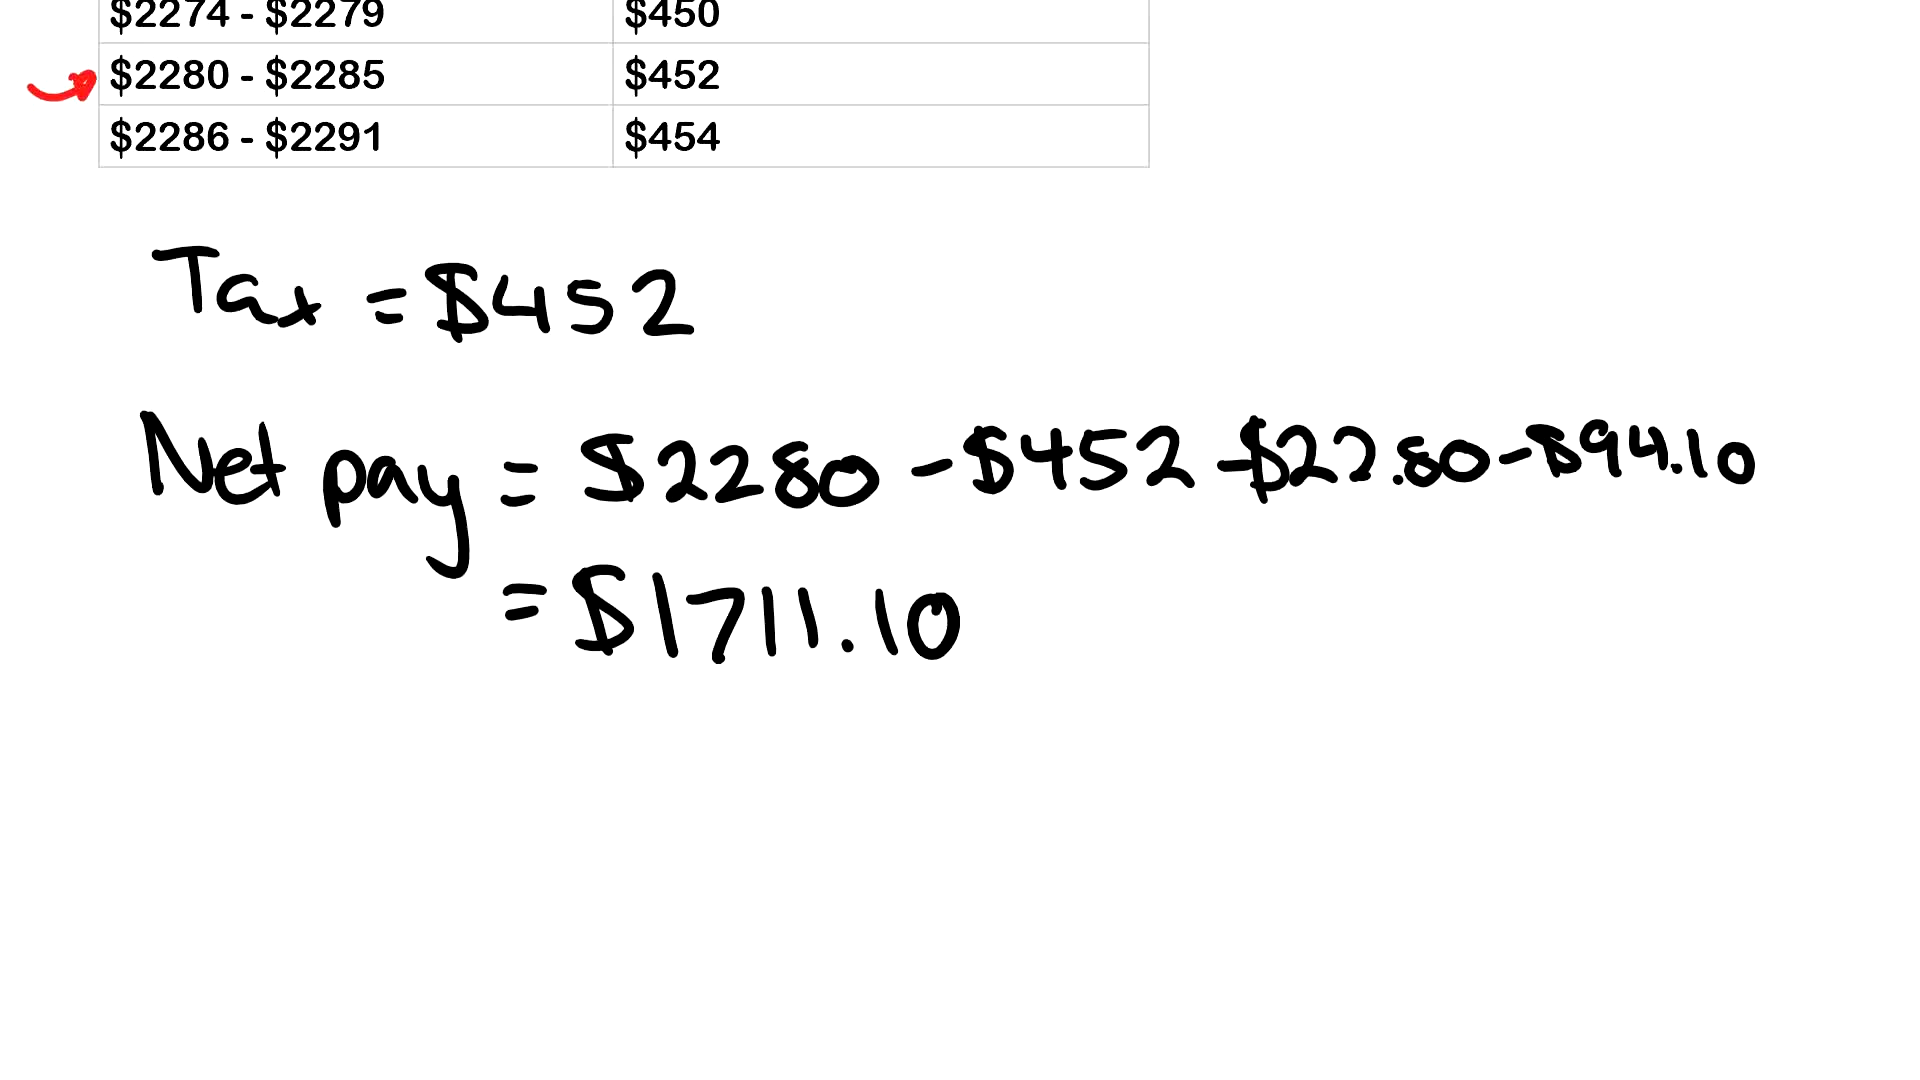 $2274 - $2279 $450
$2280 - $2285 $452
$2286 - $2291 $454
Tax = $452
Net pay = $2280 - $452 - $22.80 - $94.10
= $1711.10